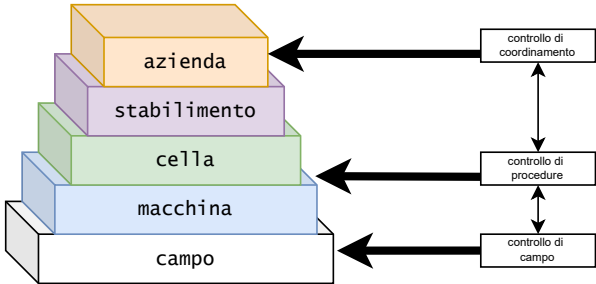 azienda
stabilimento
cella
macchina
campo
controllo di
coordinamento
controllo di
procedure
controllo di
campo